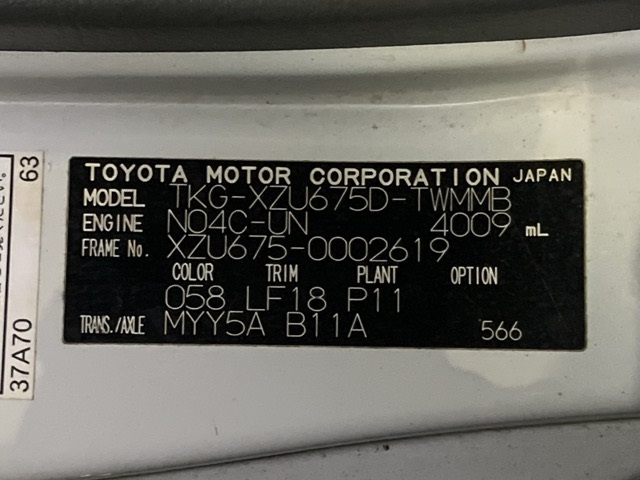 TOYOTA MOTOR CORPORATION JAPAN
MODEL TKG-XZU675D-TWMMB
ENGINE N04C-UN 4009 mL
FRAME No. XZU675-0002619
COLOR TRIM PLANT OPTION
058 LF18 P11
TRANS./AXLE MYY5A B11A 566
63
37A70